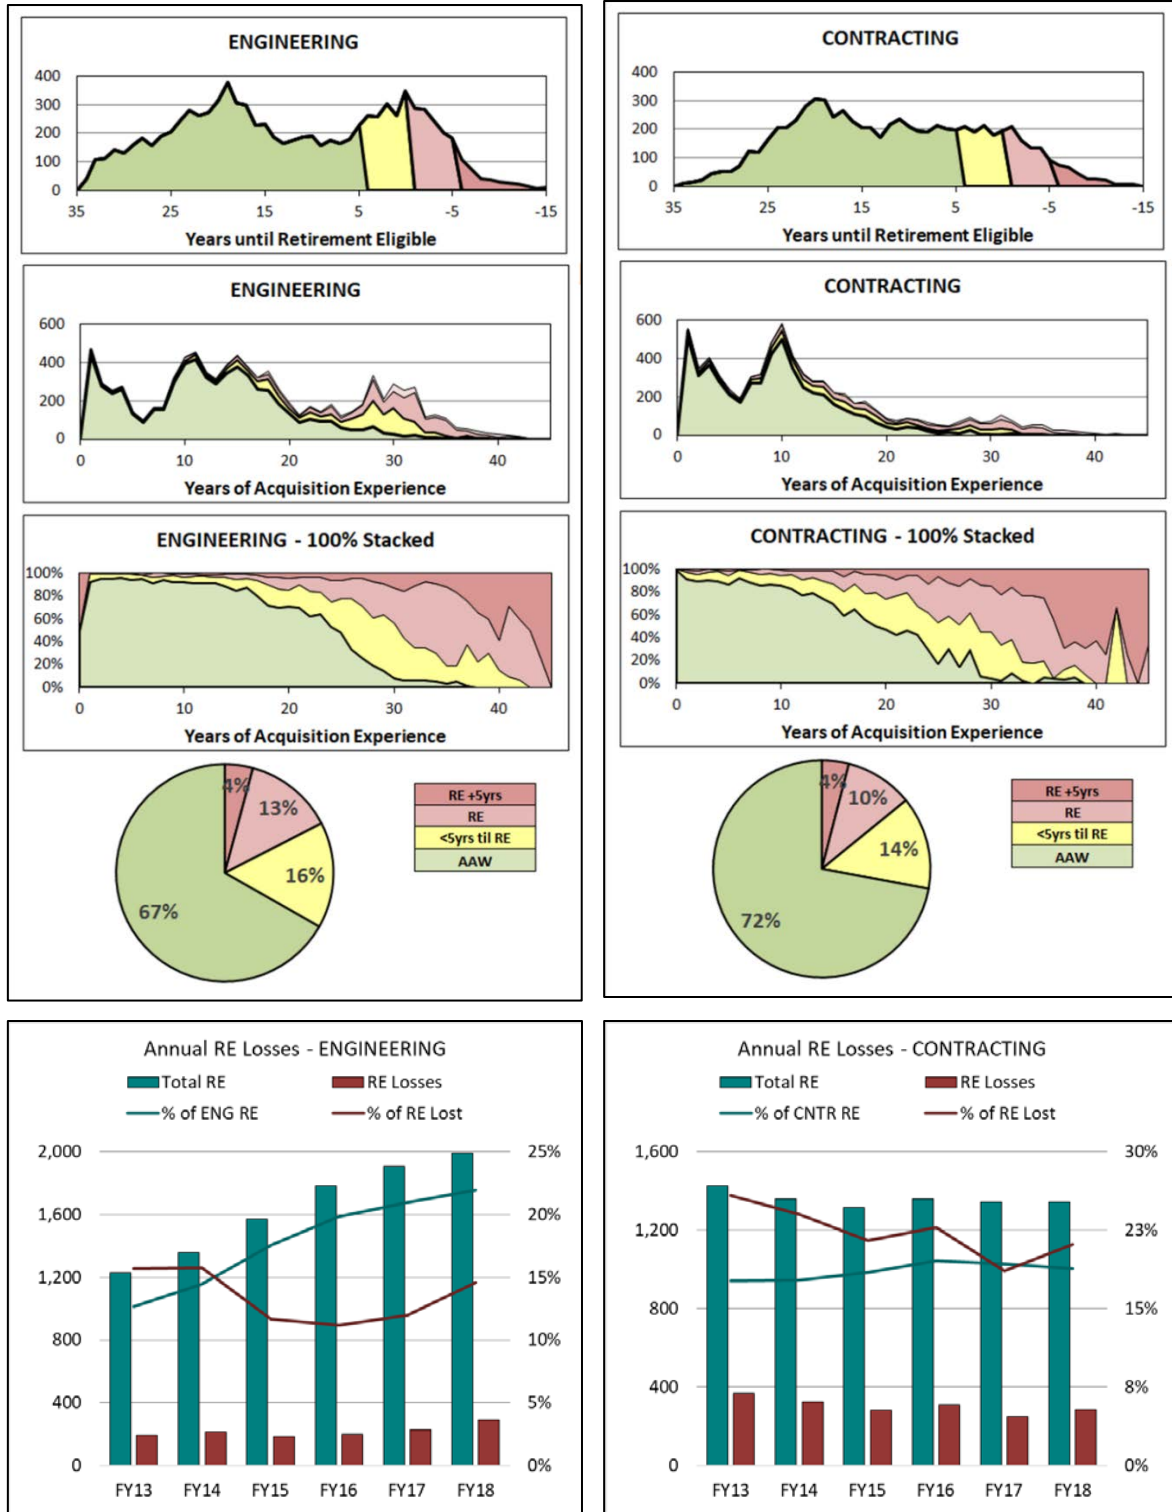 ENGINEERING
400
300
200
100
0
35 25 15 5 -5 -15
Years until Retirement Eligible
ENGINEERING
600
400
200
0
0 10 20 30 40
Years of Acquisition Experience
ENGINEERING - 100% Stacked
100%
80%
60%
40%
20%
0%
0 10 20 30 40
Years of Acquisition Experience
4%
13%
16%
67%
RE +5yrs
RE
<5yrs til RE
AAW
CONTRACTING
400
300
200
100
0
35 25 15 5 -5 -15
Years until Retirement Eligible
CONTRACTING
600
400
200
0
0 10 20 30 40
Years of Acquisition Experience
CONTRACTING - 100% Stacked
100%
80%
60%
40%
20%
0%
0 10 20 30 40
Years of Acquisition Experience
4%
10%
14%
72%
RE +5yrs
RE
<5yrs til RE
AAW
Annual RE Losses - ENGINEERING
Total RE RE Losses
% of ENG RE % of RE Lost
2,000 25%
1,600 20%
1,200 15%
800 10%
400 5%
0 0%
FY13 FY14 FY15 FY16 FY17 FY18
Annual RE Losses - CONTRACTING
Total RE RE Losses
% of CNTR RE % of RE Lost
1,600 30%
1,200 23%
800 15%
400 8%
0 0%
FY13 FY14 FY15 FY16 FY17 FY18